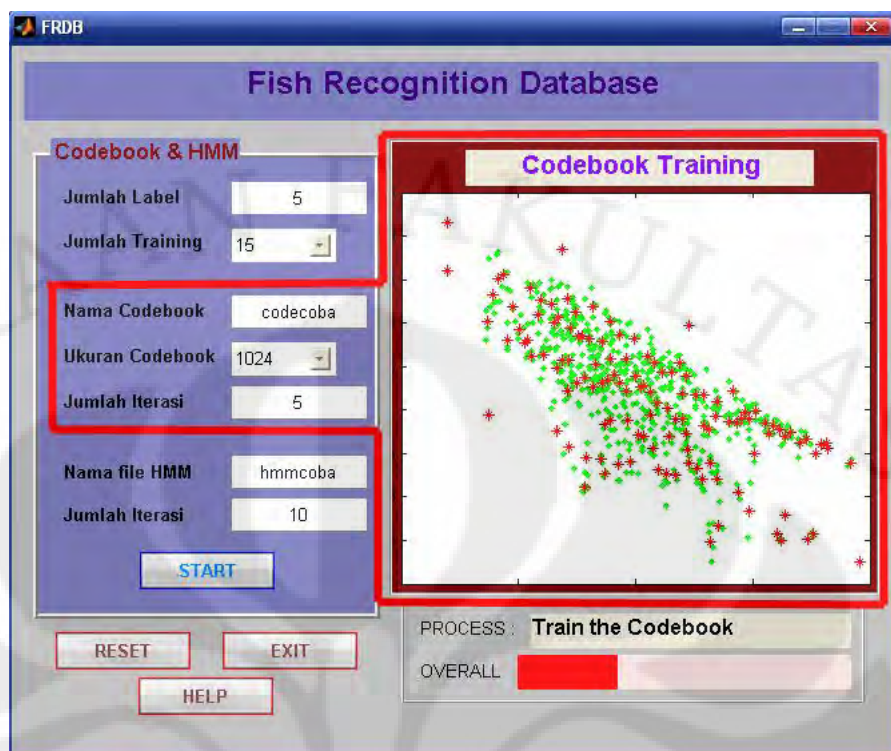 FRDB
Fish Recognition Database
Codebook & HMM
Jumlah Label 5
Jumlah Training 15
Nama Codebook codecoba
Ukuran Codebook 1024
Jumlah Iterasi 5
Nama file HMM hmmcoba
Jumlah Iterasi 10
START
RESET EXIT
HELP
Codebook Training
PROCESS : Train the Codebook
OVERALL